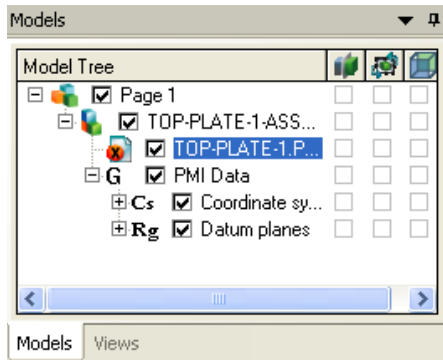 Models
Model Tree
Page 1
TOP-PLATE-1-ASS...
TOP-PLATE-1.P...
G PMI Data
Cs Coordinate sy...
Rg Datum planes
Models Views